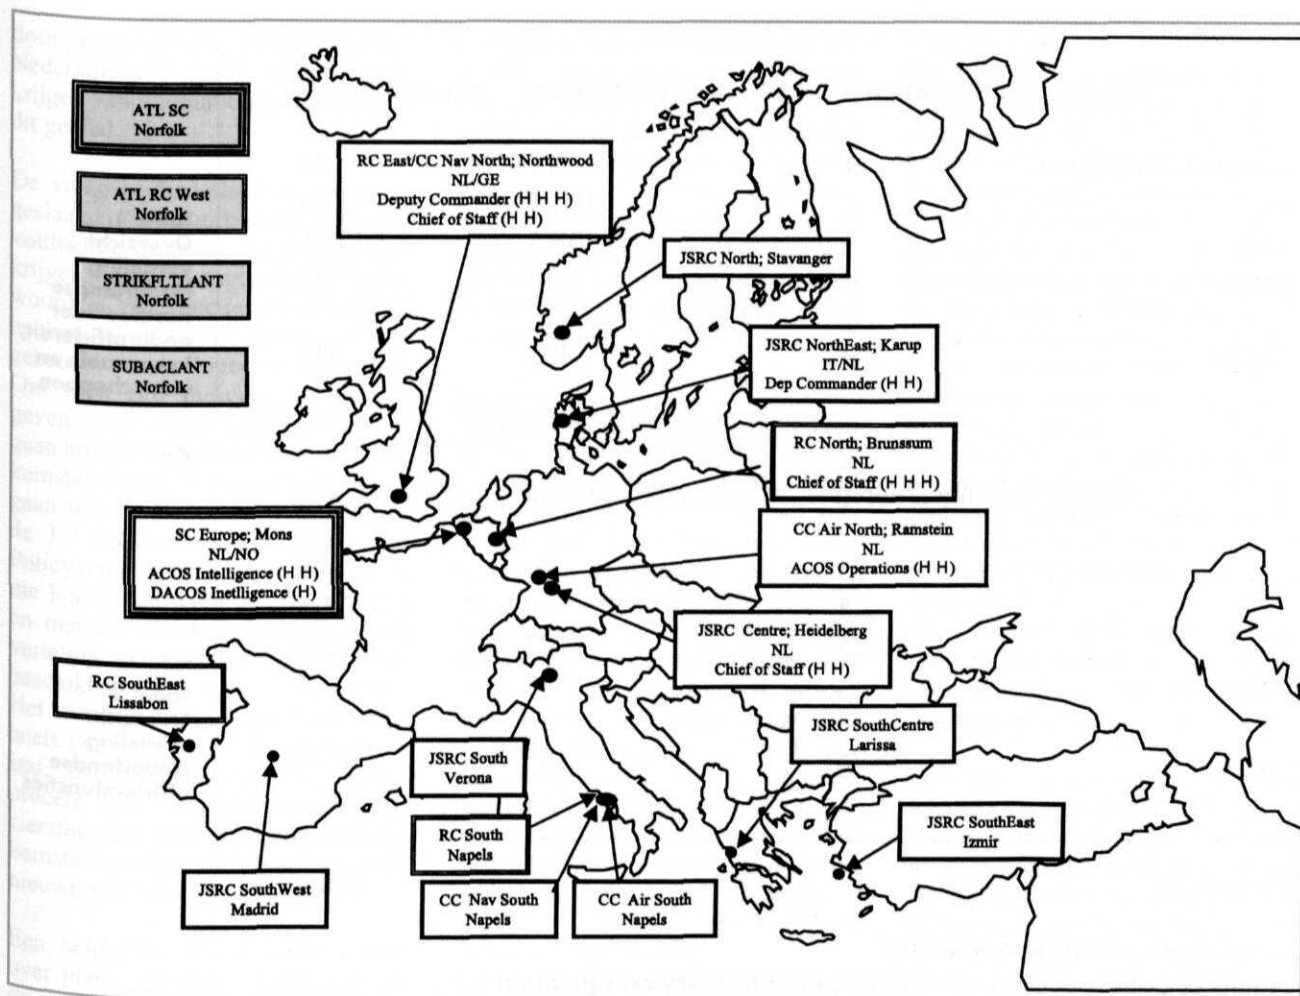 ATL SC
Norfolk
ATL RC West
Norfolk
STRIKFLTLANT
Norfolk
SUBACLANT
Norfolk
RC East/CC Nav North; Northwood
NL/GE
Deputy Commander (H H H)
Chief of Staff (H H)
JSRC North; Stavanger
JSRC NorthEast; Karup
IT/NL
Dep Commander (H H)
RC North; Brunssum
NL
Chief of Staff (H H H)
SC Europe; Mons
NL/NO
ACOS Intelligence (H H)
DACOS Inetlligence (H)
CC Air North; Ramstein
NL
ACOS Operations (H H)
JSRC Centre; Heidelberg
NL
Chief of Staff (H H)
RC SouthEast
Lissabon
JSRC SouthCentre
Larissa
JSRC South
Verona
RC South
Napels
JSRC SouthEast
Izmir
JSRC SouthWest
Madrid
CC Nav South
Napels
CC Air South
Napels